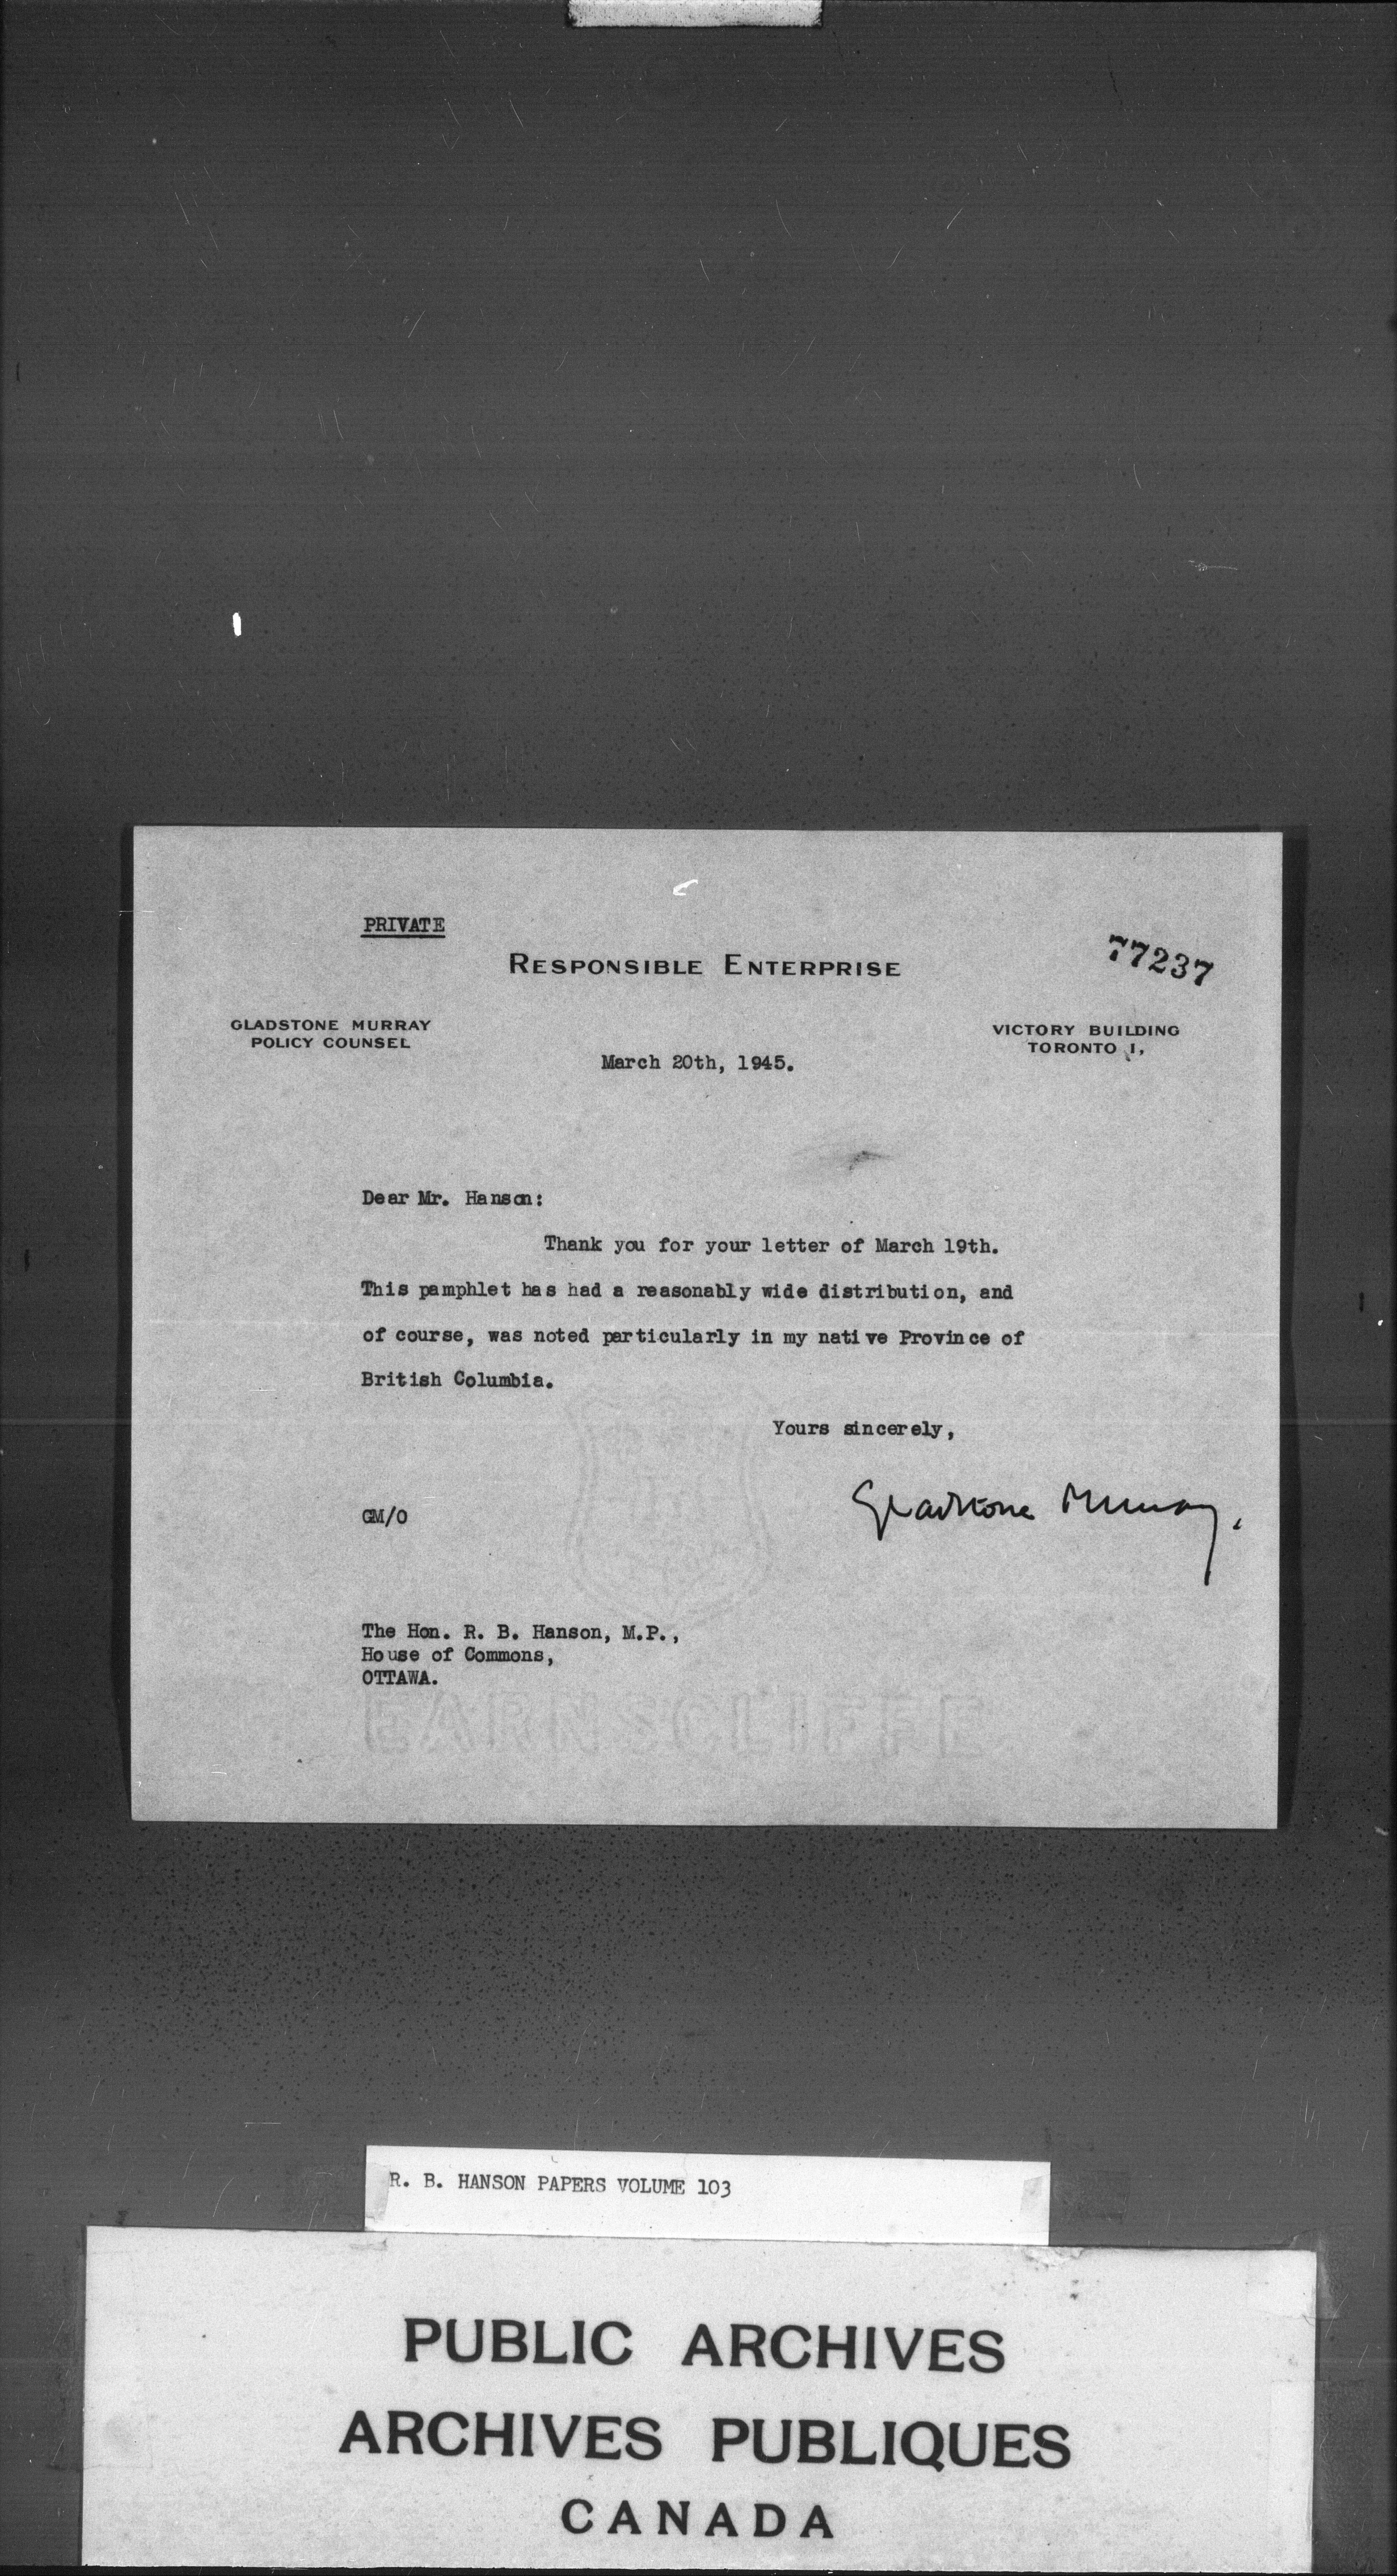 PRIVATE
RESPONSIBLE ENTERPRISE
77237
GLADSTONE MURRAY
POLICY COUNSEL
VICTORY BUILDING
TORONTO 1,
March 20th, 1945.
Dear Mr. Hanson:
Thank you for your letter of March 19th.
This pamphlet has had a reasonably wide distribution, and
of course, was noted particularly in my native Province of
British Columbia.
Yours sincerely,
Gladstone Murray.
GM/O
The Hon. R. B. Hanson, M.P.,
House of Commons,
OTTAWA.
EARNSCLIFFE
R. B. HANSON PAPERS VOLUME 103
PUBLIC ARCHIVES
ARCHIVES PUBLIQUES
CANADA